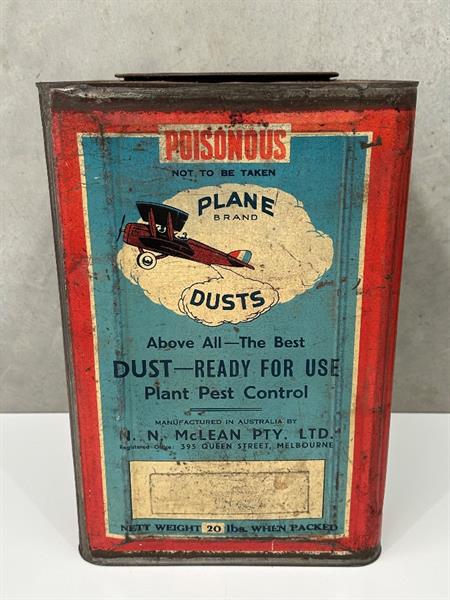 POISONOUS
NOT TO BE TAKEN
PLANE
BRAND
DUSTS
Above All—The Best
DUST—READY FOR USE
Plant Pest Control
MANUFACTURED IN AUSTRALIA BY
N. N. McLEAN PTY. LTD.
Registered Office: 395 QUEEN STREET, MELBOURNE
NETT WEIGHT 20 lbs. WHEN PACKED